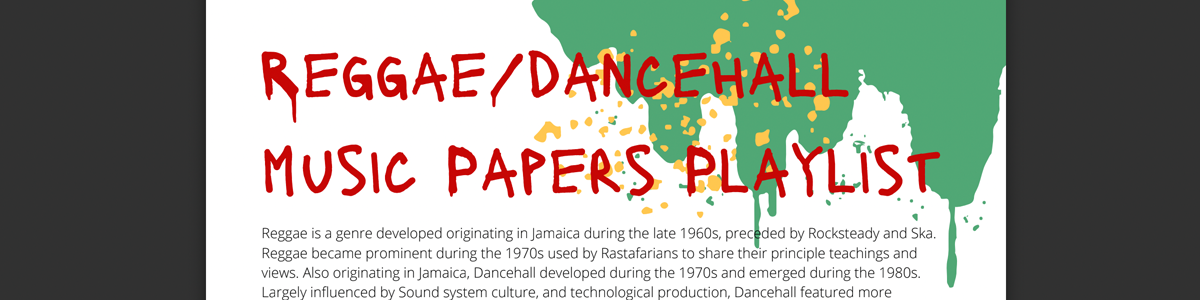 REGGAE/DANCEHALL
MUSIC PAPERS PLAYLIST
Reggae is a genre developed originating in Jamaica during the late 1960s, preceded by Rocksteady and Ska.
Reggae became prominent during the 1970s used by Rastafarians to share their principle teachings and
views. Also originating in Jamaica, Dancehall developed during the 1970s and emerged during the 1980s.
Largely influenced by Sound system culture, and technological production, Dancehall featured more